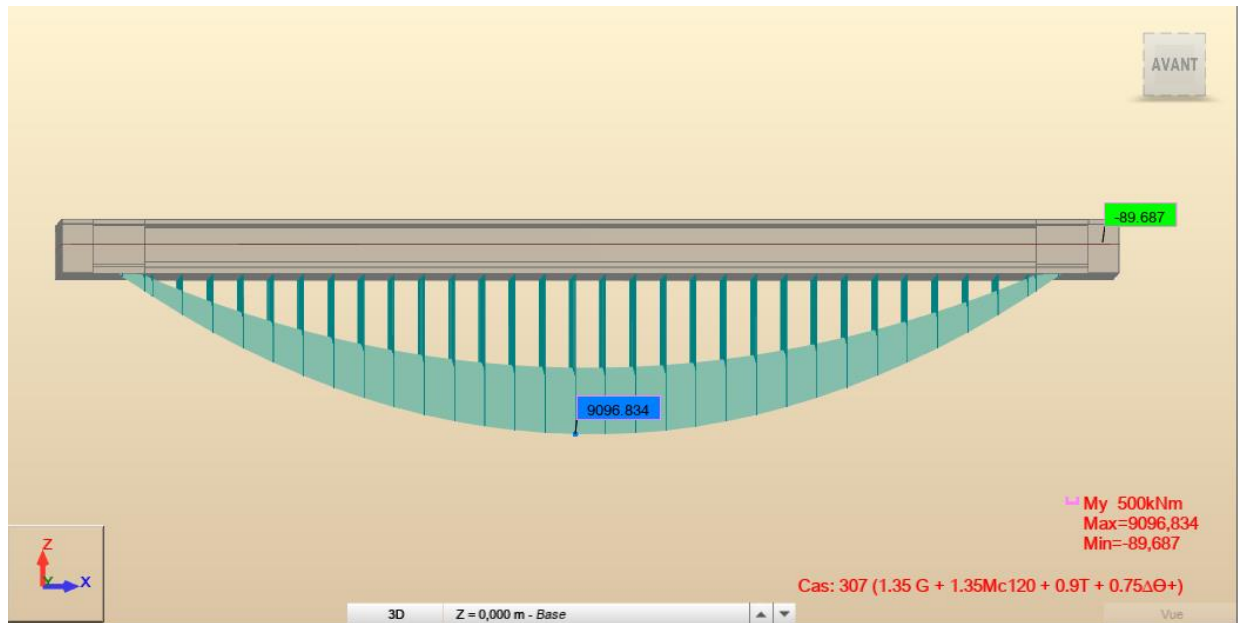 AVANT
-89.687
9096.834
My 500kNm
Max=9096,834
Min=-89,687
Z
Y X
Cas: 307 (1.35 G + 1.35Mc120 + 0.9T + 0.75ΔΘ+)
3D Z = 0,000 m - Base Vue